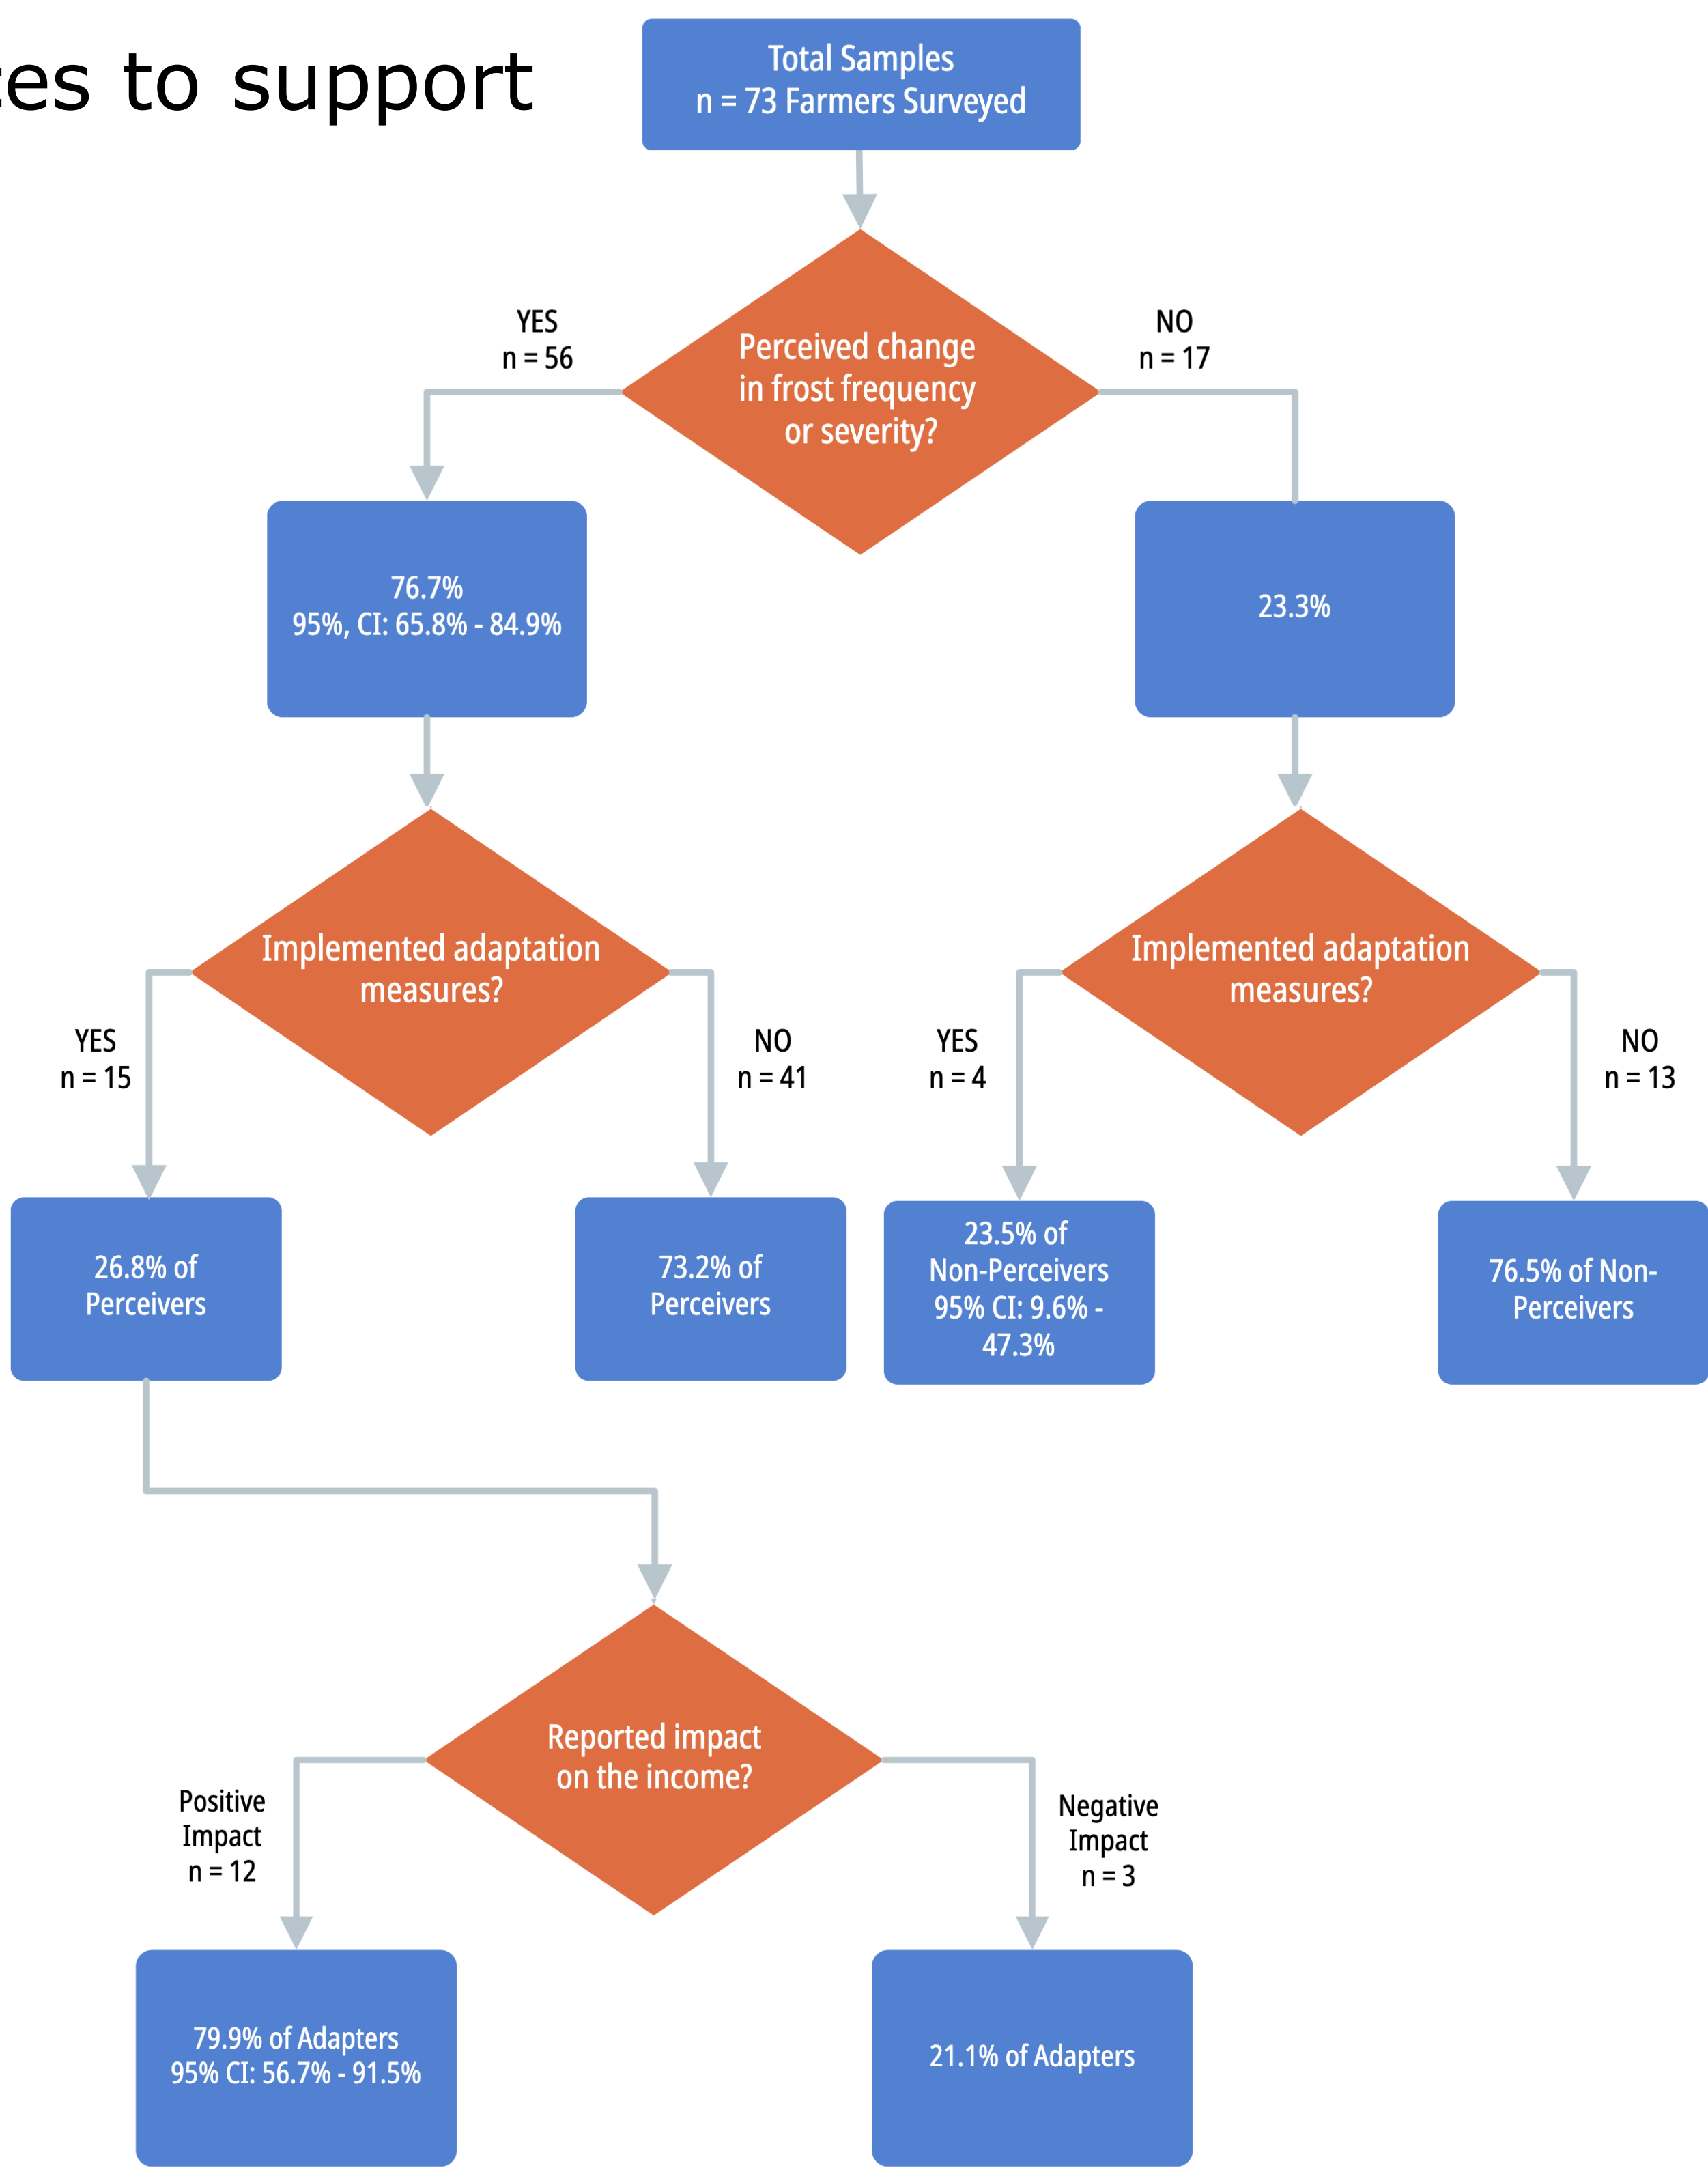 es to support
Total Samples
n = 73 Farmers Surveyed
Perceived change
in frost frequency
or severity?
YES
n = 56
NO
n = 17
76.7%
95%, CI: 65.8% - 84.9%
23.3%
Implemented adaptation
measures?
Implemented adaptation
measures?
YES
n = 15
NO
n = 41
YES
n = 4
NO
n = 13
26.8% of
Perceivers
73.2% of
Perceivers
23.5% of
Non-Perceivers
95% CI: 9.6% -
47.3%
76.5% of Non-
Perceivers
Reported impact
on the income?
Positive
Impact
n = 12
Negative
Impact
n = 3
79.9% of Adapters
95% CI: 56.7% - 91.5%
21.1% of Adapters